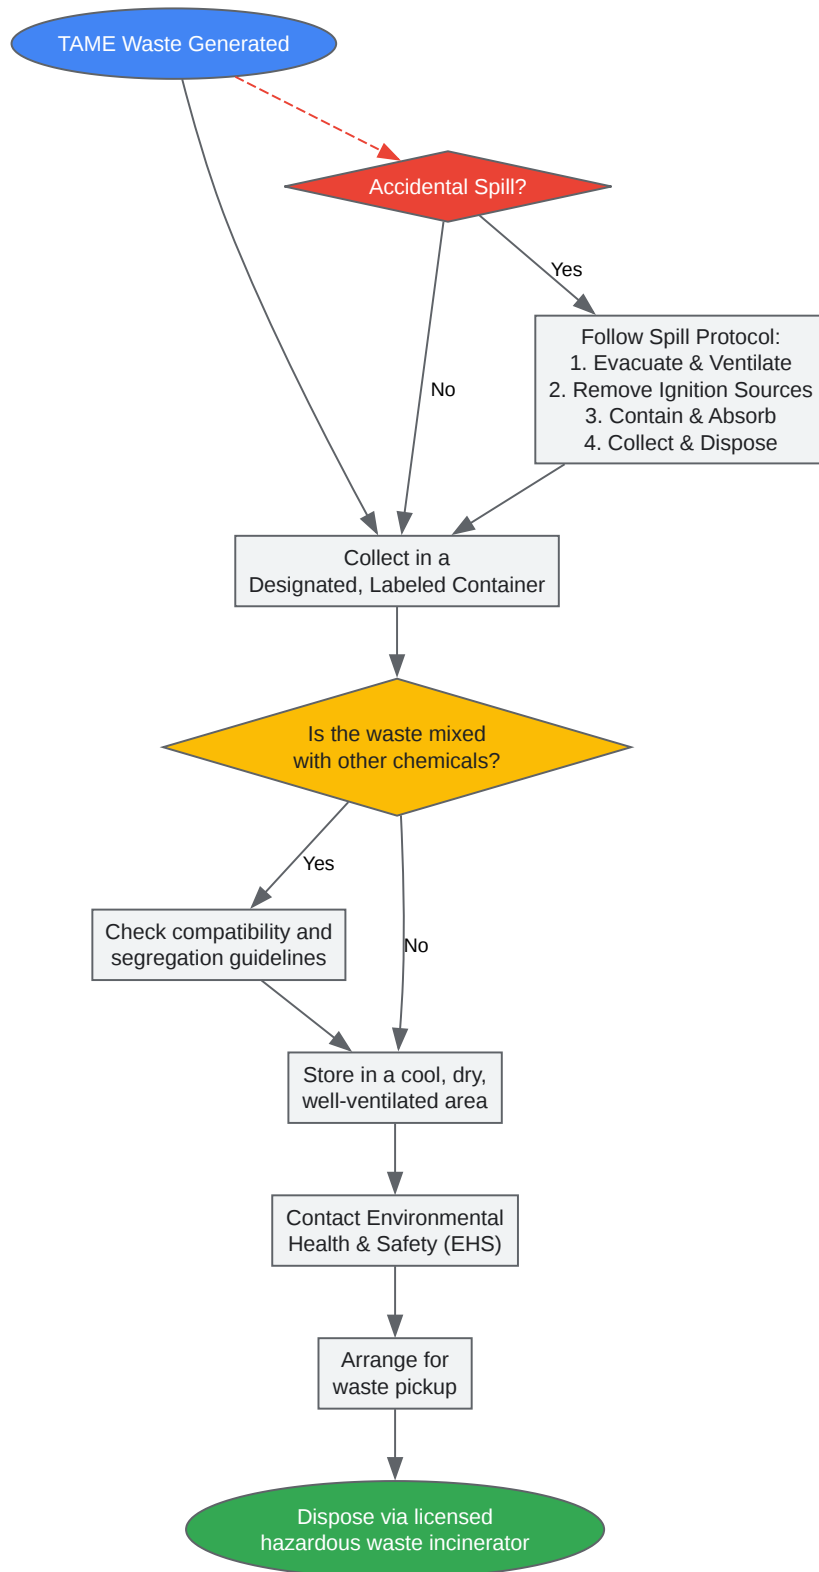 TAME Waste Generated
Accidental Spill?
Yes
Follow Spill Protocol:
1. Evacuate & Ventilate
2. Remove Ignition Sources
3. Contain & Absorb
4. Collect & Dispose
No
Collect in a
Designated, Labeled Container
Is the waste mixed
with other chemicals?
Yes
Check compatibility and
segregation guidelines
No
Store in a cool, dry,
well-ventilated area
Contact Environmental
Health & Safety (EHS)
Arrange for
waste pickup
Dispose via licensed
hazardous waste incinerator